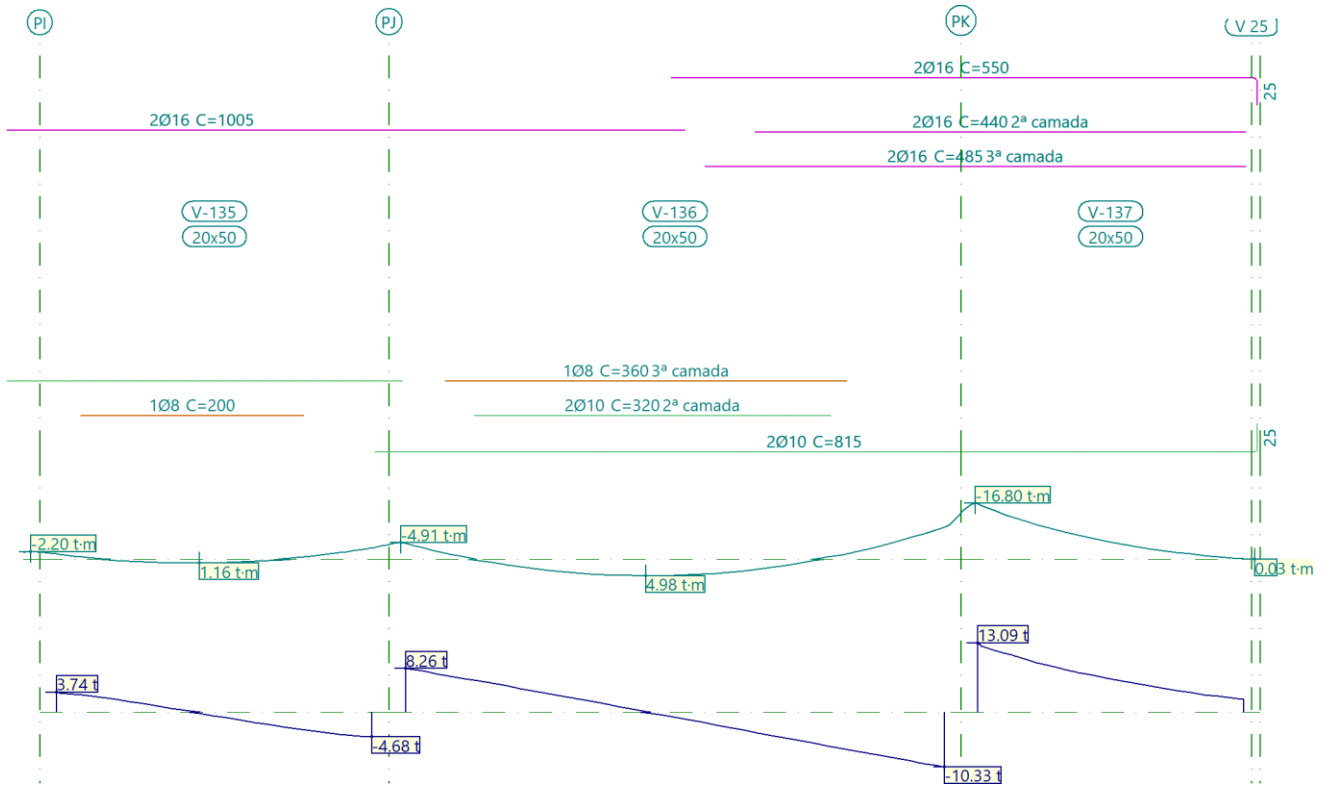 PI
PJ
PK
V 25
2Ø16 C=550
25
2Ø16 C=1005
2Ø16 C=440 2ª camada
2Ø16 C=485 3ª camada
V-135
V-136
V-137
20x50
20x50
20x50
1Ø8 C=360 3ª camada
1Ø8 C=200
2Ø10 C=320 2ª camada
2Ø10 C=815
25
-16.80 t·m
-2.20 t·m
-4.91 t·m
1.16 t·m
4.98 t·m
0.03 t·m
13.09 t
8.26 t
3.74 t
-4.68 t
-10.33 t